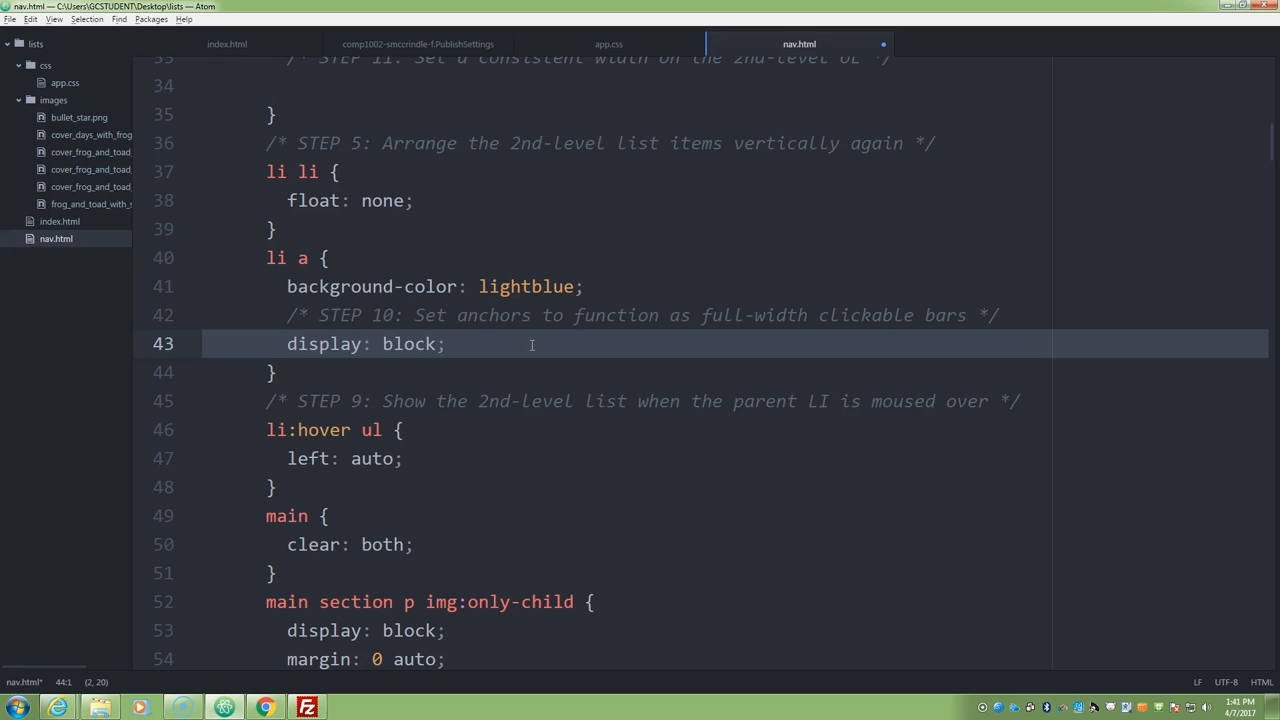 nav.html — C:\Users\GCSTUDENT\Desktop\lists — Atom
File Edit View Selection Find Packages Help
lists
css
app.css
images
bullet_star.png
cover_days_with_frog
cover_frog_and_toad_
cover_frog_and_toad_
cover_frog_and_toad_
frog_and_toad_with_s
index.html
nav.html
index.html comp1002-smccrindle-f.PublishSettings app.css nav.html
33 /* STEP 11: Set a consistent width on the 2nd-level UL */
34
35 }
36 /* STEP 5: Arrange the 2nd-level list items vertically again */
37 li li {
38 float: none;
39 }
40 li a {
41 background-color: lightblue;
42 /* STEP 10: Set anchors to function as full-width clickable bars */
43 display: block;
44 }
45 /* STEP 9: Show the 2nd-level list when the parent LI is moused over */
46 li:hover ul {
47 left: auto;
48 }
49 main {
50 clear: both;
51 }
52 main section p img:only-child {
53 display: block;
54 margin: 0 auto;
nav.html* 44:1 (2, 20) LF UTF-8 HTML
1:41 PM
4/7/2017